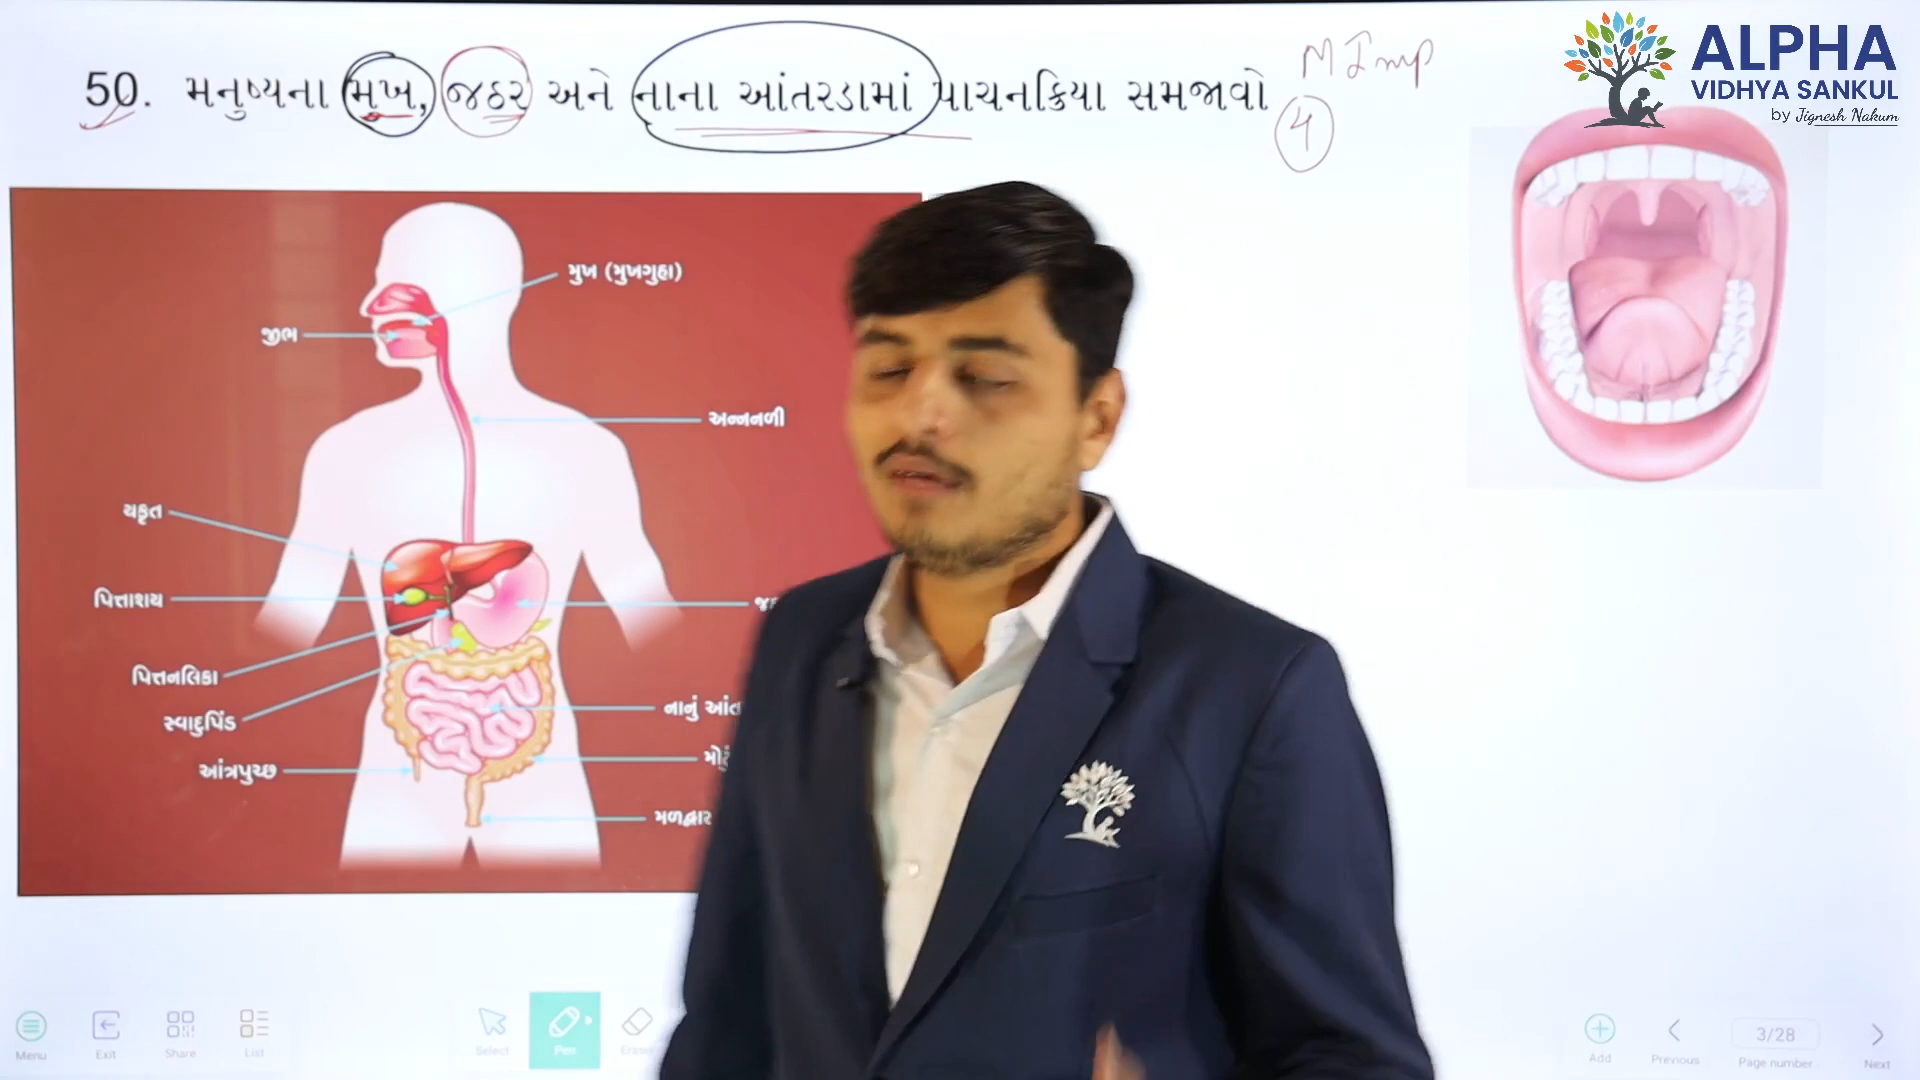 50. મનુષ્યના મુખ, જઠર અને નાના આંતરડામાં પાચનક્રિયા સમજાવો
M Imp
4
ALPHA
VIDHYA SANKUL
by Jignesh Nakum
મુખ (મુખગુહા)
જીભ
અન્નનળી
યકૃત
પિત્તાશય
પિત્તનલિકા
નાનું આંત
સ્વાદુપિંડ
મોટું
આંત્રપુચ્છ
મળદ્વાર
Menu
Exit
Share
List
Select
Pen
Eraser
Add
Previous
3/28
Page number
Next